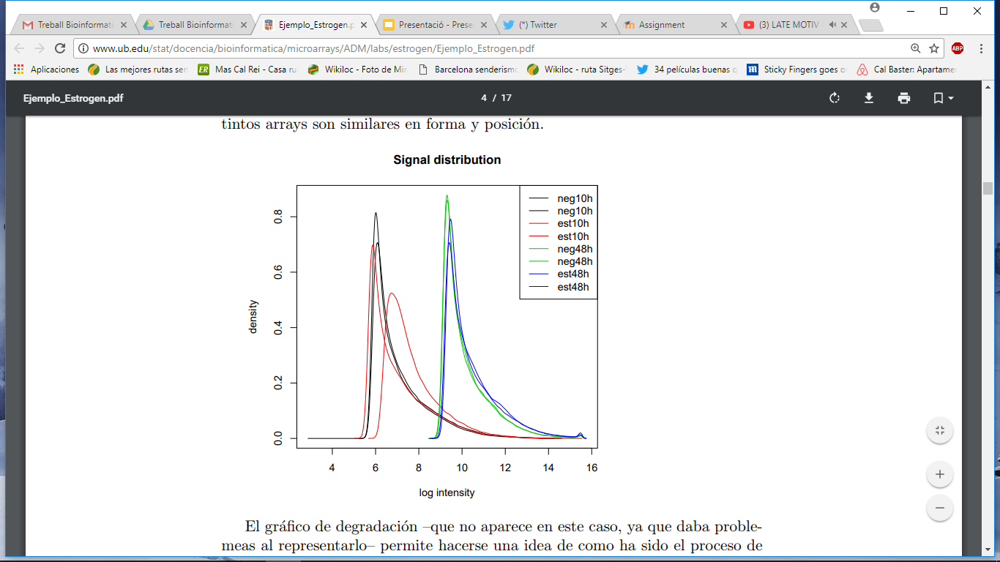 Treball Bioinformati
Treball Bioinformati
Ejemplo_Estrogen.p
Presentació - Prese
(*) Twitter
Assignment
(3) LATE MOTIV
www.ub.edu/stat/docencia/bioinformatica/microarrays/ADM/labs/estrogen/Ejemplo_Estrogen.pdf
ABP
Aplicaciones
Las mejores rutas sen
ER
Mas Cal Rei - Casa ru
Wikiloc - Foto de Mir
Barcelona senderism
Wikiloc - ruta Sitges-
34 películas buenas q
m
Sticky Fingers goes o
Cal Baster: Apartame
Ejemplo_Estrogen.pdf
4 / 17
tintos arrays son similares en forma y posición.
Signal distribution
neg10h
neg10h
est10h
est10h
neg48h
neg48h
est48h
est48h
density
0.8
0.6
0.4
0.2
0.0
4 6 8 10 12 14 16
log intensity
El gráfico de degradación –que no aparece en este caso, ya que daba proble-
meas al representarlo– permite hacerse una idea de como ha sido el proceso de